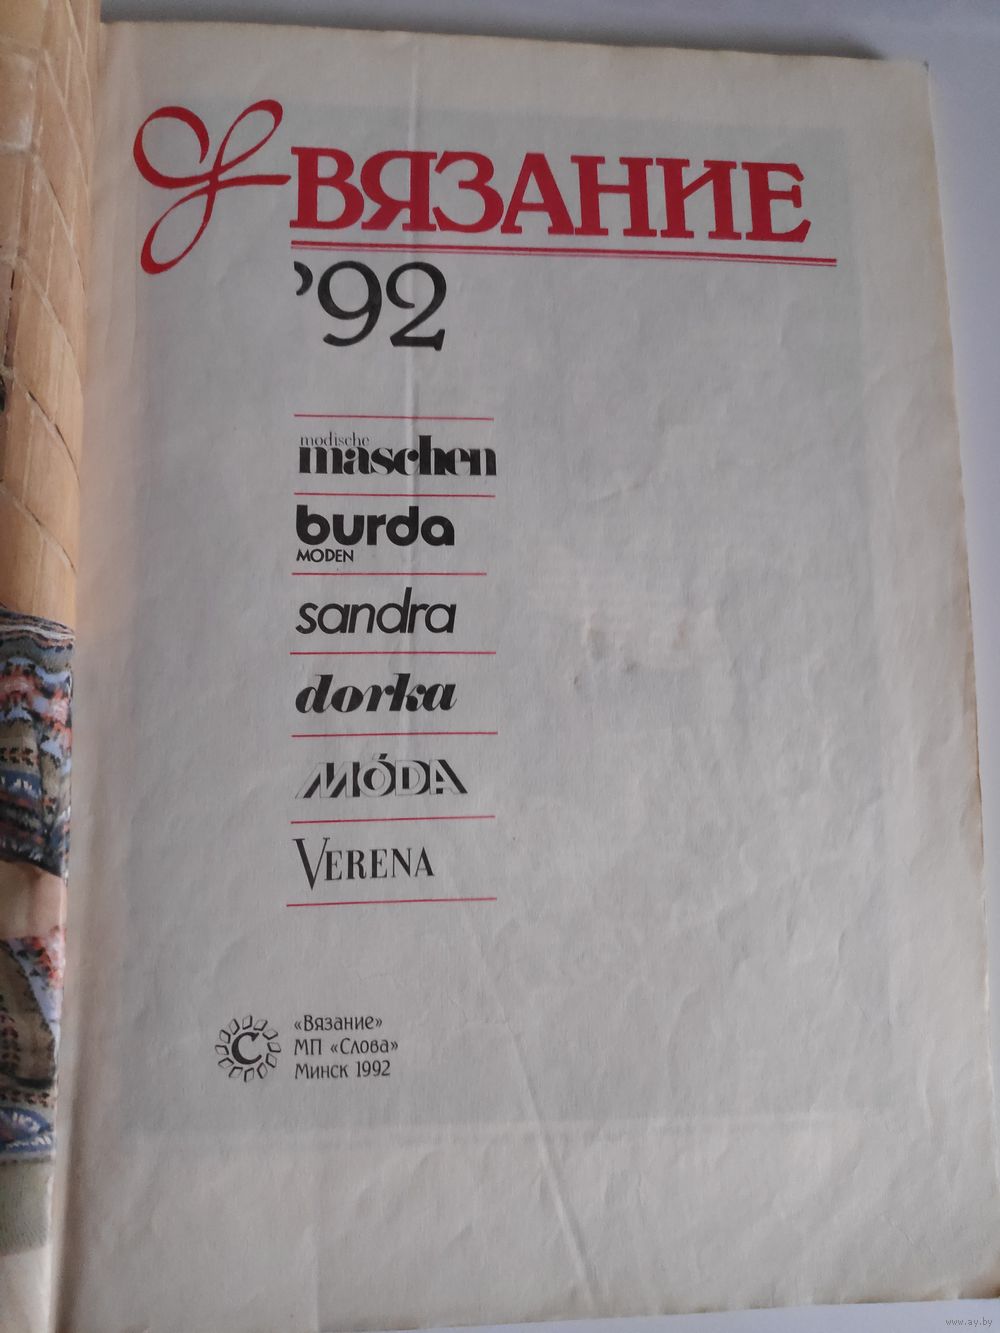 ВЯЗАНИЕ
’92
modische
maschen
burda
MODEN
sandra
dorka
MÓDA
VERENA
С
«Вязание»
МП «Слова»
Минск 1992
www.ay.by